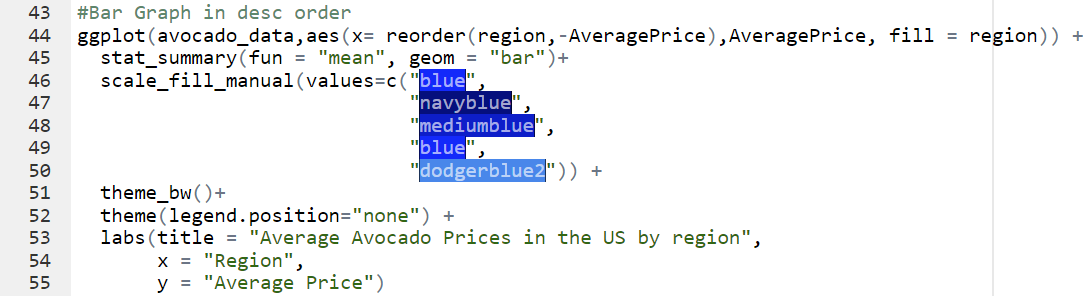 43 #Bar Graph in desc order
44 ggplot(avocado_data,aes(x= reorder(region,-AveragePrice),AveragePrice, fill = region)) +
45   stat_summary(fun = "mean", geom = "bar")+
46   scale_fill_manual(values=c("blue",
47                              "navyblue",
48                              "mediumblue",
49                              "blue",
50                              "dodgerblue2")) +
51   theme_bw()+
52   theme(legend.position="none") +
53   labs(title = "Average Avocado Prices in the US by region",
54        x = "Region",
55        y = "Average Price")